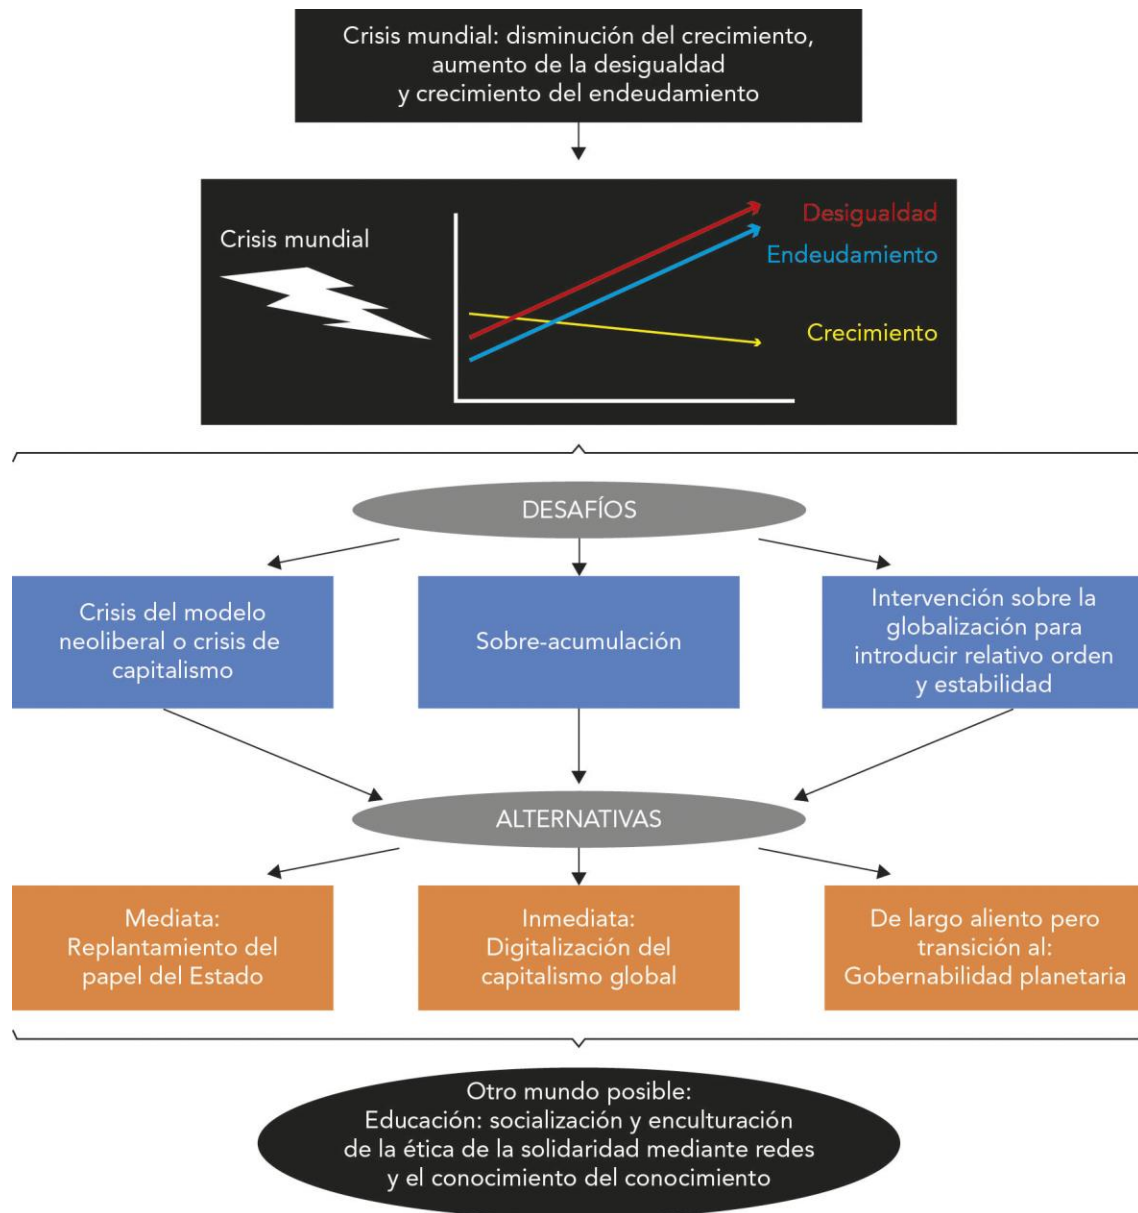 Crisis mundial: disminución del crecimiento,
aumento de la desigualdad
y crecimiento del endeudamiento
Crisis mundial
Desigualdad
Endeudamiento
Crecimiento
DESAFÍOS
Crisis del modelo
neoliberal o crisis de
capitalismo
Sobre-acumulación
Intervención sobre la
globalización para
introducir relativo orden
y estabilidad
ALTERNATIVAS
Mediata:
Replantamiento del
papel del Estado
Inmediata:
Digitalización del
capitalismo global
De largo aliento pero
transición al:
Gobernabilidad planetaria
Otro mundo posible:
Educación: socialización y enculturación
de la ética de la solidaridad mediante redes
y el conocimiento del conocimiento